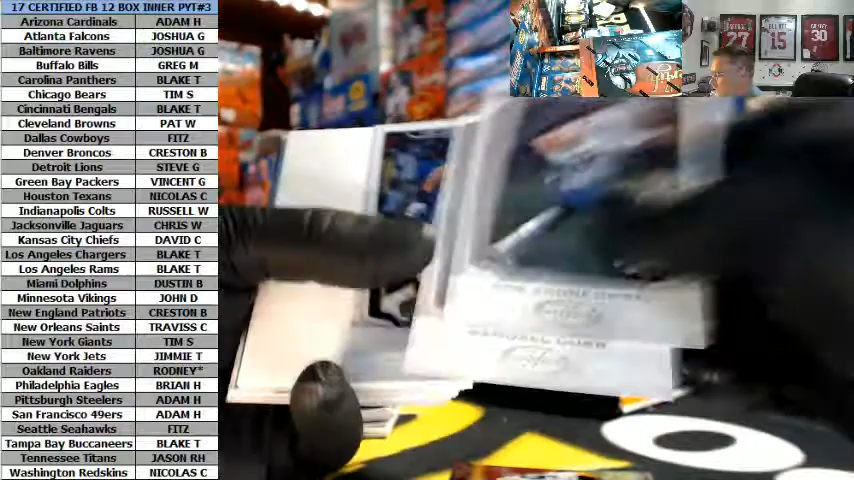 17 CERTIFIED FB 12 BOX INNER PYT#3
Arizona Cardinals ADAM H
Atlanta Falcons JOSHUA G
Baltimore Ravens JOSHUA G
Buffalo Bills GREG M
Carolina Panthers BLAKE T
Chicago Bears TIM S
Cincinnati Bengals BLAKE T
Cleveland Browns PAT W
Dallas Cowboys FITZ
Denver Broncos CRESTON B
Detroit Lions STEVE G
Green Bay Packers VINCENT G
Houston Texans NICOLAS C
Indianapolis Colts RUSSELL W
Jacksonville Jaguars CHRIS W
Kansas City Chiefs DAVID C
Los Angeles Chargers BLAKE T
Los Angeles Rams BLAKE T
Miami Dolphins DUSTIN B
Minnesota Vikings JOHN D
New England Patriots CRESTON B
New Orleans Saints TRAVISS C
New York Giants TIM S
New York Jets JIMMIE T
Oakland Raiders RODNEY*
Philadelphia Eagles BRIAN H
Pittsburgh Steelers ADAM H
San Francisco 49ers ADAM H
Seattle Seahawks FITZ
Tampa Bay Buccaneers BLAKE T
Tennessee Titans JASON RH
Washington Redskins NICOLAS C
27
15
30